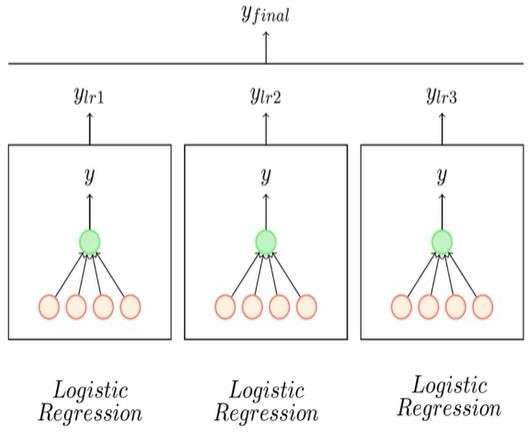 y_final
y_lr1 y_lr2 y_lr3
y y y
Logistic Logistic Logistic
Regression Regression Regression